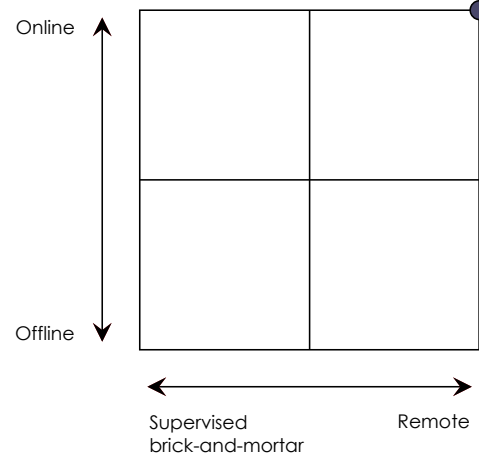 Online
Offline
Supervised
brick-and-mortar
Remote